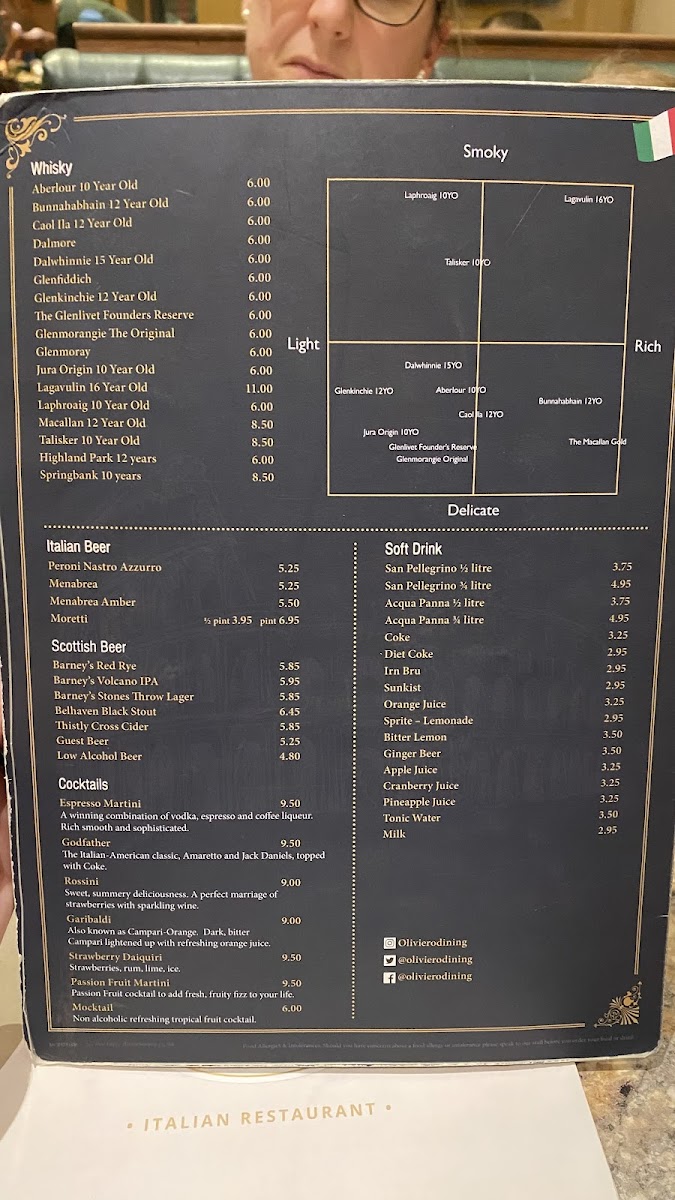 Whisky
Aberlour 10 Year Old 6.00
Bunnahabhain 12 Year Old 6.00
Caol Ila 12 Year Old 6.00
Dalmore 6.00
Dalwhinnie 15 Year Old 6.00
Glenfiddich 6.00
Glenkinchie 12 Year Old 6.00
The Glenlivet Founders Reserve 6.00
Glenmorangie The Original 6.00
Glenmoray 6.00
Jura Origin 10 Year Old 6.00
Lagavulin 16 Year Old 11.00
Laphroaig 10 Year Old 6.00
Macallan 12 Year Old 8.50
Talisker 10 Year Old 8.50
Highland Park 12 years 6.00
Springbank 10 years 8.50
Smoky
Laphroaig 10YO
Lagavulin 16YO
Talisker 10YO
Light
Rich
Dalwhinnie 15YO
Glenkinchie 12YO
Aberlour 10YO
Bunnahabhain 12YO
Caol Ila 12YO
Jura Origin 10YO
The Macallan Gold
Glenlivet Founder's Reserve
Glenmorangie Original
Delicate
Italian Beer
Peroni Nastro Azzurro 5.25
Menabrea 5.25
Menabrea Amber 5.50
Moretti ½ pint 3.95 pint 6.95
Scottish Beer
Barney's Red Rye 5.85
Barney's Volcano IPA 5.95
Barney's Stones Throw Lager 5.85
Belhaven Black Stout 6.45
Thistly Cross Cider 5.85
Guest Beer 5.25
Low Alcohol Beer 4.80
Cocktails
Espresso Martini 9.50
A winning combination of vodka, espresso and coffee liqueur.
Rich smooth and sophisticated.
Godfather 9.50
The Italian-American classic, Amaretto and Jack Daniels, topped
with Coke.
Rossini 9.00
Sweet, summery deliciousness. A perfect marriage of
strawberries with sparkling wine.
Garibaldi 9.00
Also known as Campari-Orange. Dark, bitter
Campari lightened up with refreshing orange juice.
Strawberry Daiquiri 9.50
Strawberries, rum, lime, ice.
Passion Fruit Martini 9.50
Passion Fruit cocktail to add fresh, fruity fizz to your life.
Mocktail 6.00
Non alcoholic refreshing tropical fruit cocktail.
Soft Drink
San Pellegrino ½ litre 3.75
San Pellegrino ¾ litre 4.95
Acqua Panna ½ litre 3.75
Acqua Panna ¾ litre 4.95
Coke 3.25
Diet Coke 2.95
Irn Bru 2.95
Sunkist 2.95
Orange Juice 3.25
Sprite – Lemonade 2.95
Bitter Lemon 3.50
Ginger Beer 3.50
Apple Juice 3.25
Cranberry Juice 3.25
Pineapple Juice 3.25
Tonic Water 3.50
Milk 2.95
Olivierodining
@olivierodining
@olivierodining
• ITALIAN RESTAURANT •